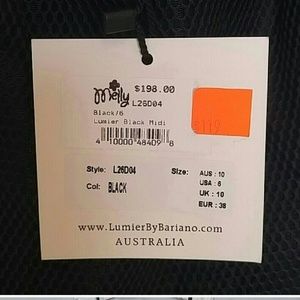 Melly
$198.00
L26D04
Black/6
Lumier Black Midi
4 10000 48409 8
Style: L26D04
Col: BLACK
Size:
AUS : 10
USA : 6
UK : 10
EUR : 38
www.LumierByBariano.com
AUSTRALIA